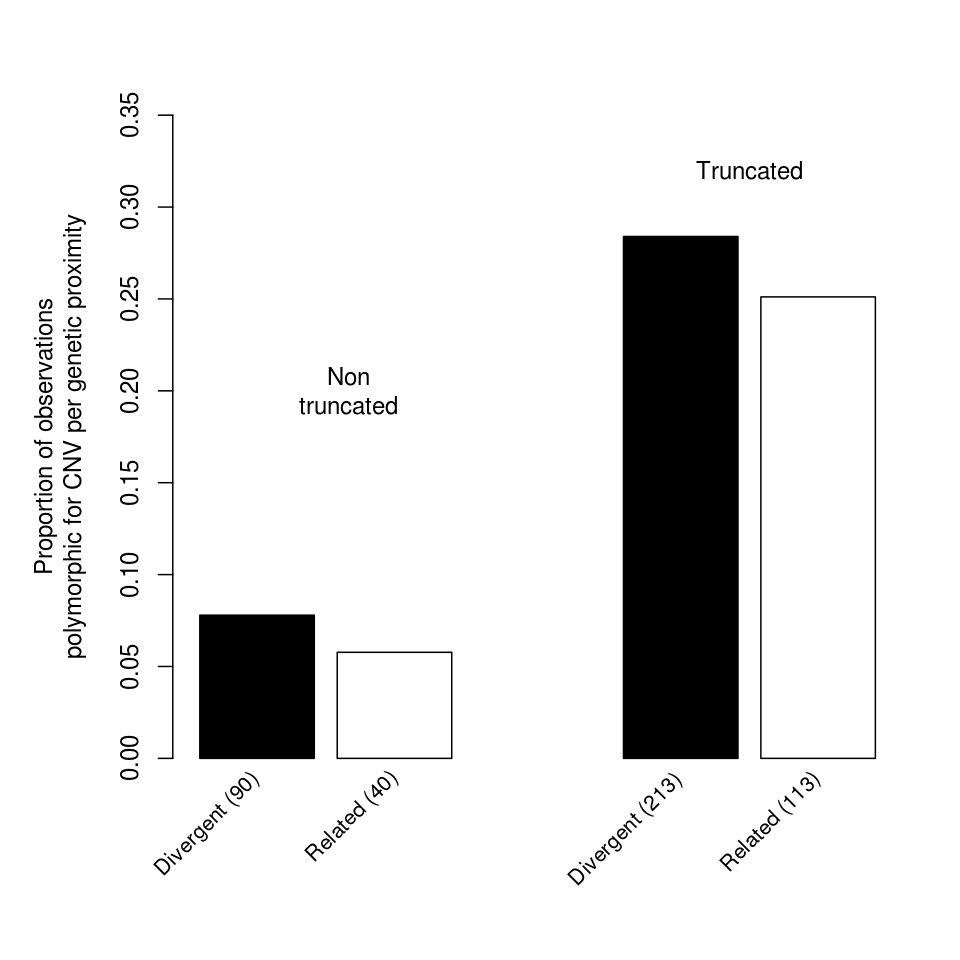 Proportion of observations
polymorphic for CNV per genetic proximity
0.35
0.30
0.25
0.20
0.15
0.10
0.05
0.00
Non
truncated
Truncated
Divergent (90)
Related (40)
Divergent (213)
Related (113)